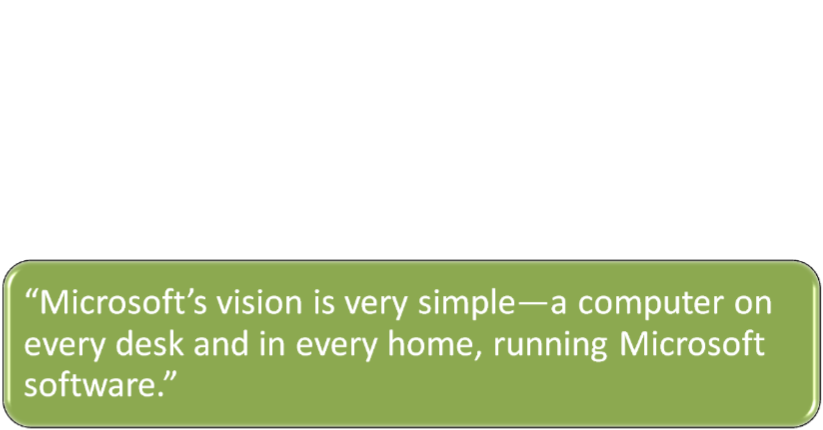 “Microsoft’s vision is very simple—a computer on
every desk and in every home, running Microsoft
software.”